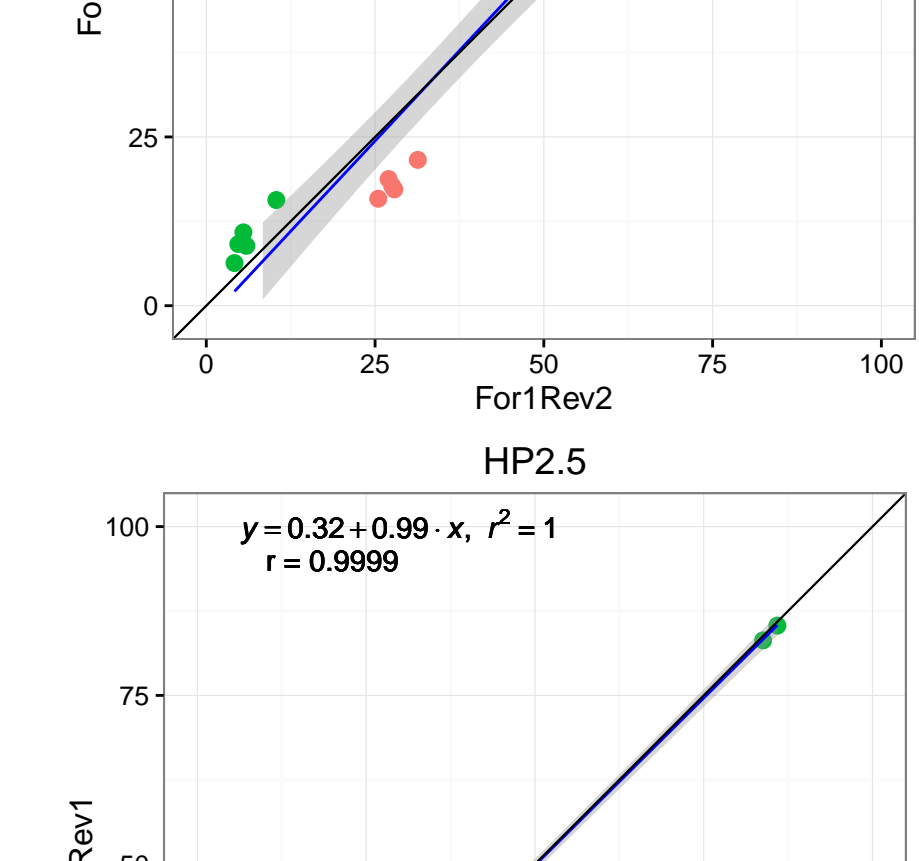 Fo
25
0
0 25 50 75 100
For1Rev2
HP2.5
100
y = 0.32 + 0.99 · x, r² = 1
r = 0.9999
75
Rev1
50